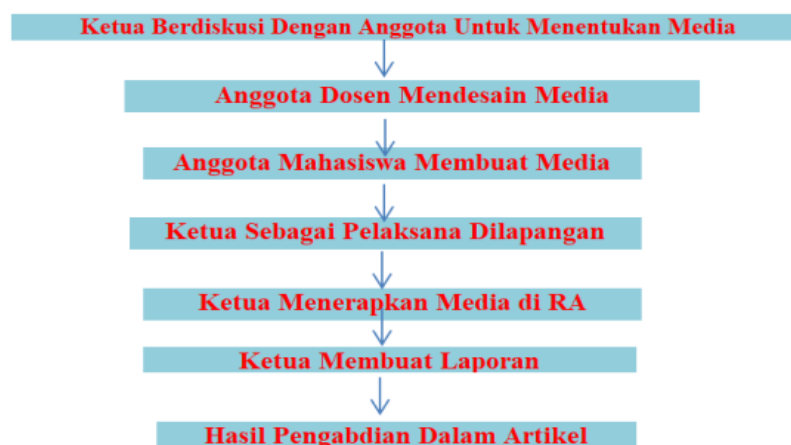 Ketua Berdiskusi Dengan Anggota Untuk Menentukan Media
Anggota Dosen Mendesain Media
Anggota Mahasiswa Membuat Media
Ketua Sebagai Pelaksana Dilapangan
Ketua Menerapkan Media di RA
Ketua Membuat Laporan
Hasil Pengabdian Dalam Artikel